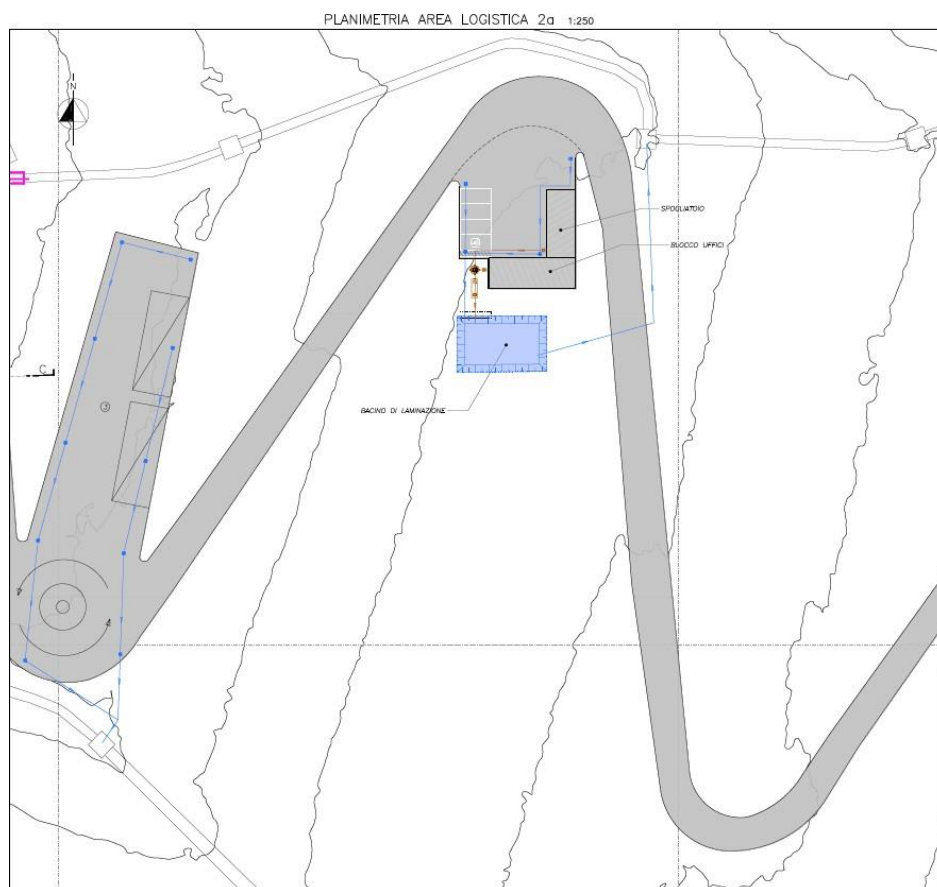 PLANIMETRIA AREA LOGISTICA 2a 1:250
N
SPOGLIATOIO
BLOCCO UFFICI
C
BACINO DI LAMINAZIONE